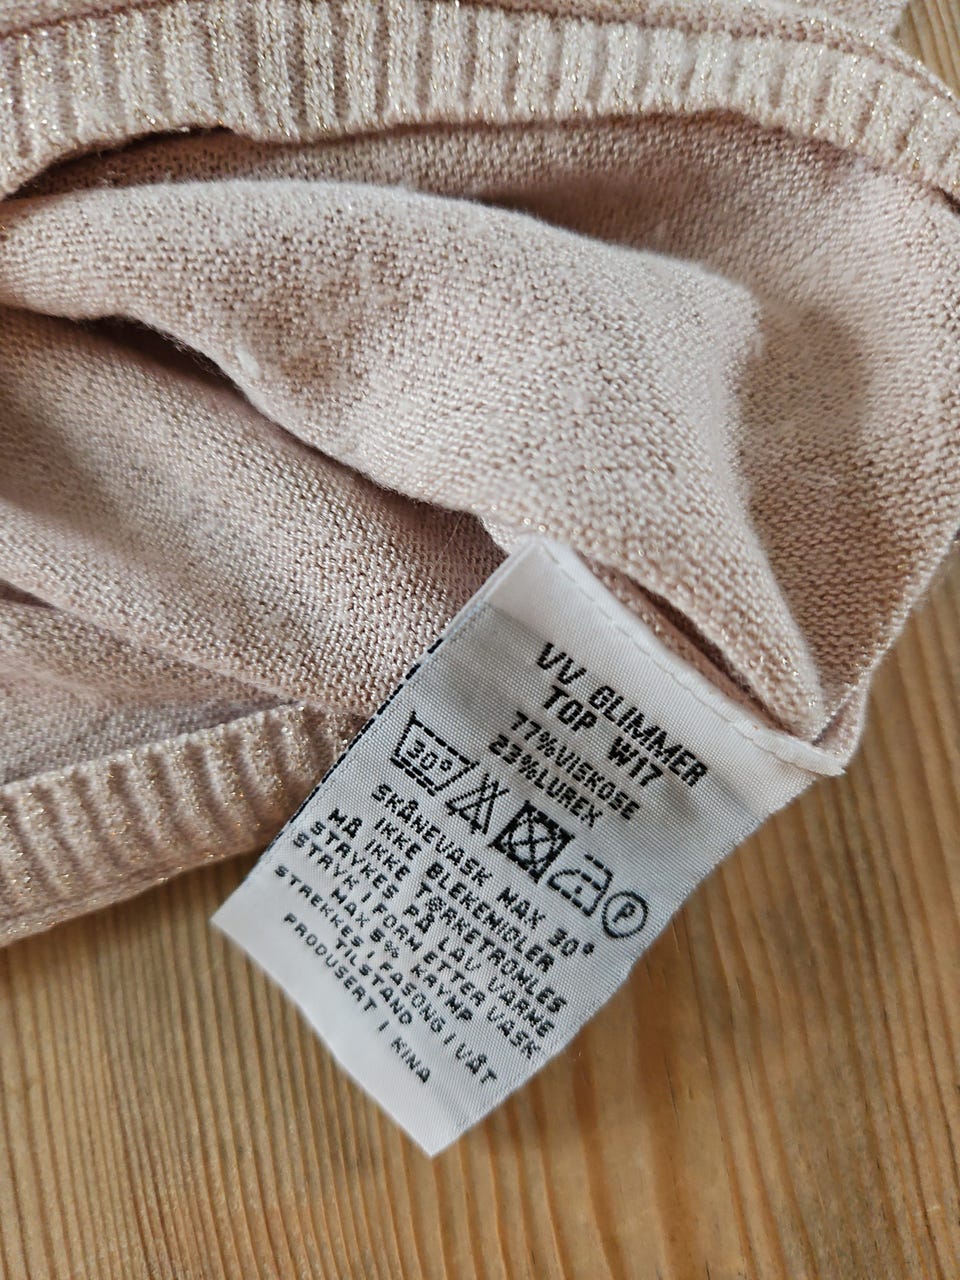 VV GLIMMER
TOP W17
77%VISKOSE
23%LUREX
30° P
SKÅNEVASK MAX 30°
IKKE BLEKEMIDLER
MÅ IKKE TØRKETROMLES
STRYKES PÅ LAV VARME
STRYK I FORM ETTER VASK
MAX 5% KRYMP
STREKKES I FASONG I VÅT
TILSTAND
PRODUSERT I KINA